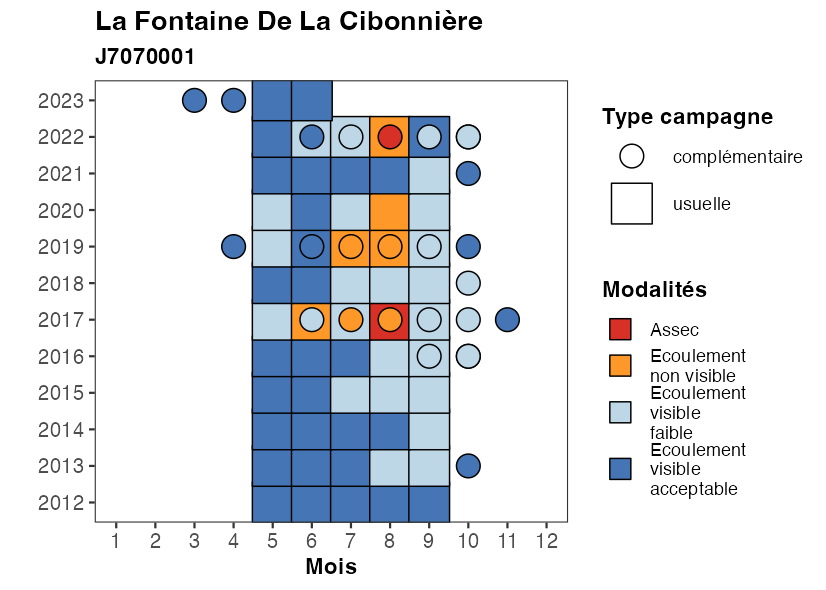 La Fontaine De La Cibonnière
J7070001
2023
2022
2021
2020
2019
2018
2017
2016
2015
2014
2013
2012
1 2 3 4 5 6 7 8 9 10 11 12
Mois
Type campagne
complémentaire
usuelle
Modalités
Assec
Ecoulement
non visible
Ecoulement
visible
faible
Ecoulement
visible
acceptable